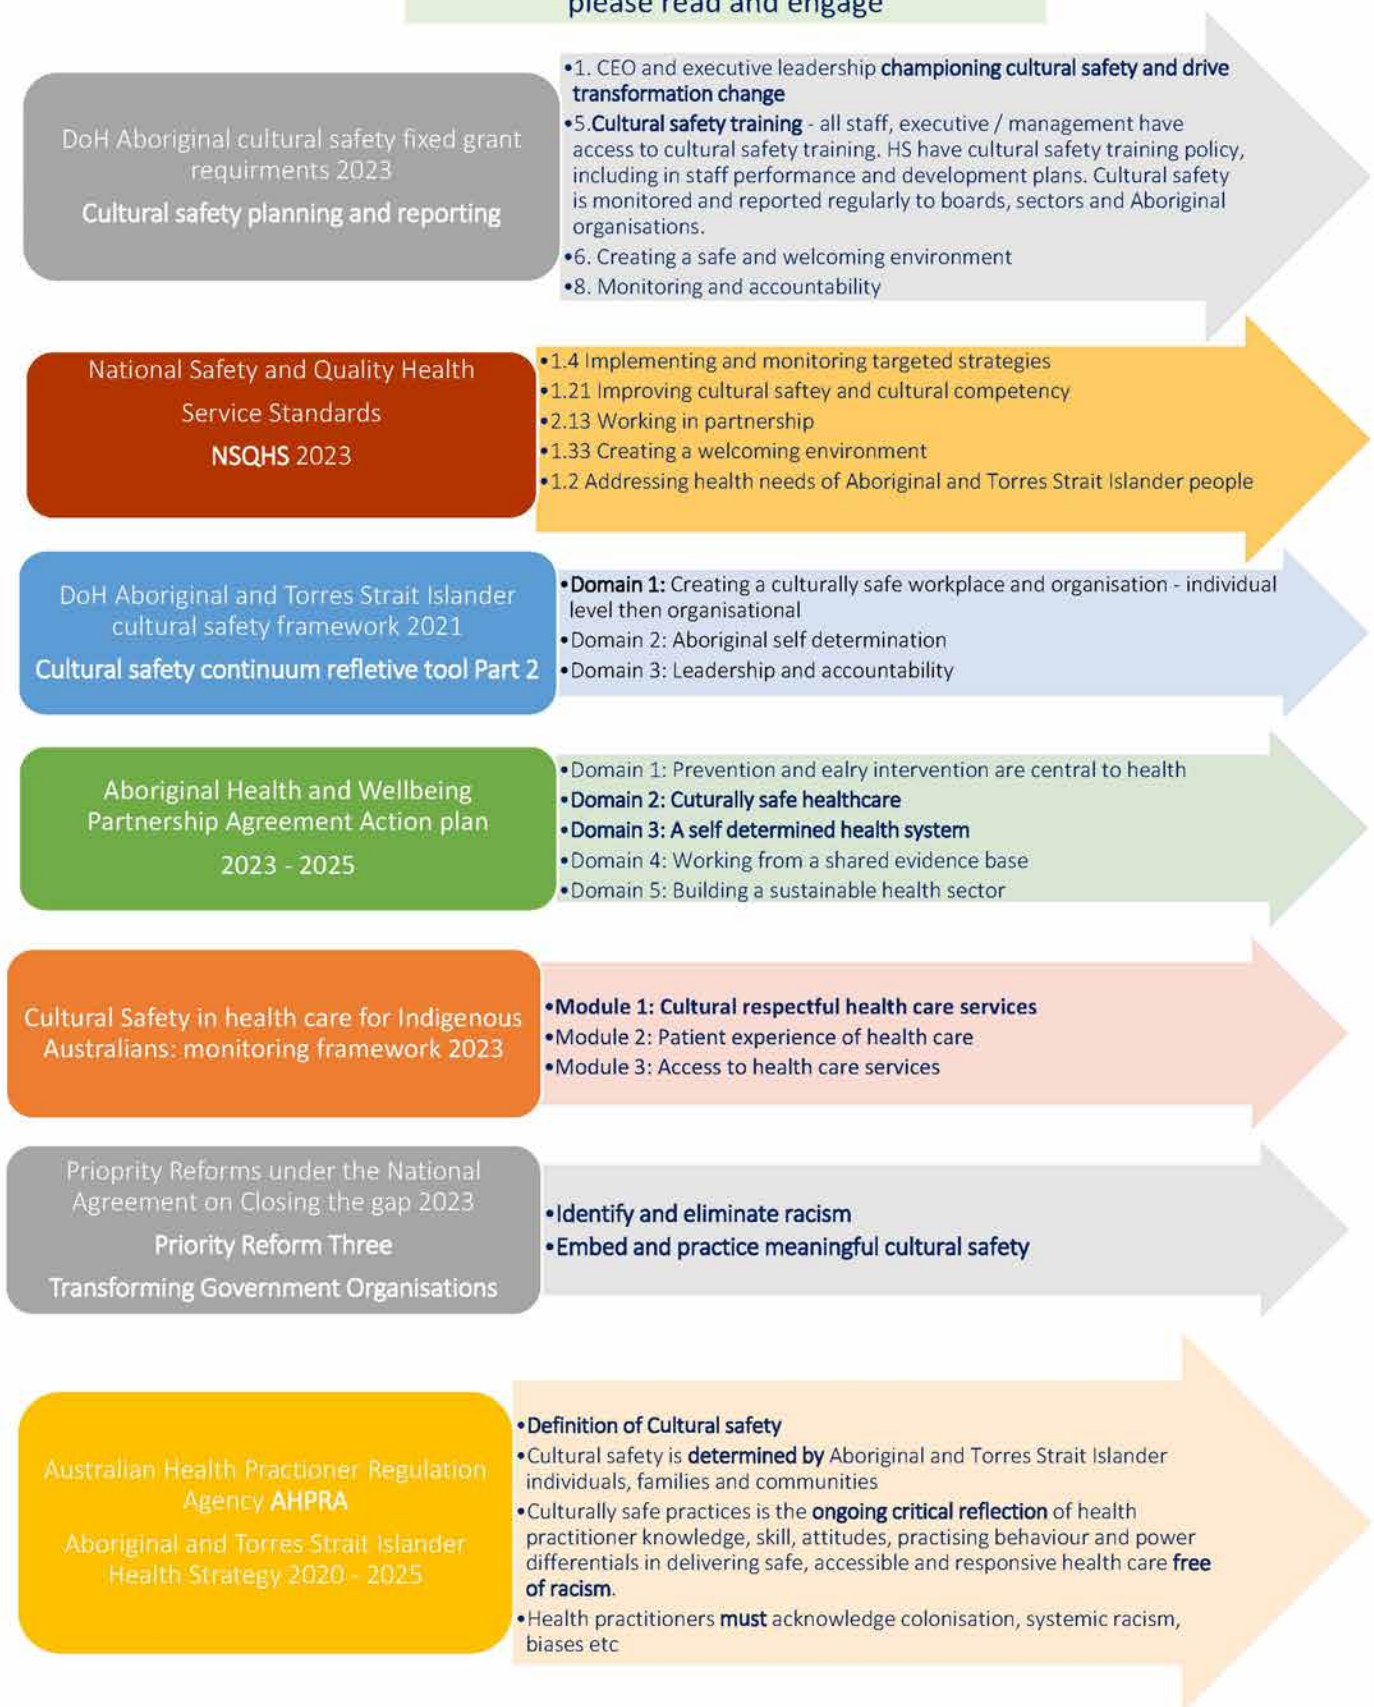 please read and engage
DoH Aboriginal cultural safety fixed grant
requirments 2023
Cultural safety planning and reporting
•1. CEO and executive leadership championing cultural safety and drive
transformation change
•5.Cultural safety training - all staff, executive / management have
access to cultural safety training. HS have cultural safety training policy,
including in staff performance and development plans. Cultural safety
is monitored and reported regularly to boards, sectors and Aboriginal
organisations.
•6. Creating a safe and welcoming environment
•8. Monitoring and accountability
National Safety and Quality Health
Service Standards
NSQHS 2023
•1.4 Implementing and monitoring targeted strategies
•1.21 Improving cultural saftey and cultural competency
•2.13 Working in partnership
•1.33 Creating a welcoming environment
•1.2 Addressing health needs of Aboriginal and Torres Strait Islander people
DoH Aboriginal and Torres Strait Islander
cultural safety framework 2021
Cultural safety continuum refletive tool Part 2
•Domain 1: Creating a culturally safe workplace and organisation - individual
level then organisational
•Domain 2: Aboriginal self determination
•Domain 3: Leadership and accountability
Aboriginal Health and Wellbeing
Partnership Agreement Action plan
2023 - 2025
•Domain 1: Prevention and ealry intervention are central to health
•Domain 2: Cuturally safe healthcare
•Domain 3: A self determined health system
•Domain 4: Working from a shared evidence base
•Domain 5: Building a sustainable health sector
Cultural Safety in health care for Indigenous
Australians: monitoring framework 2023
•Module 1: Cultural respectful health care services
•Module 2: Patient experience of health care
•Module 3: Access to health care services
Prioprity Reforms under the National
Agreement on Closing the gap 2023
Priority Reform Three
Transforming Government Organisations
•Identify and eliminate racism
•Embed and practice meaningful cultural safety
Australian Health Practioner Regulation
Agency AHPRA
Aboriginal and Torres Strait Islander
Health Strategy 2020 - 2025
•Definition of Cultural safety
•Cultural safety is determined by Aboriginal and Torres Strait Islander
individuals, families and communities
•Culturally safe practices is the ongoing critical reflection of health
practitioner knowledge, skill, attitudes, practising behaviour and power
differentials in delivering safe, accessible and responsive health care free
of racism.
•Health practitioners must acknowledge colonisation, systemic racism,
biases etc